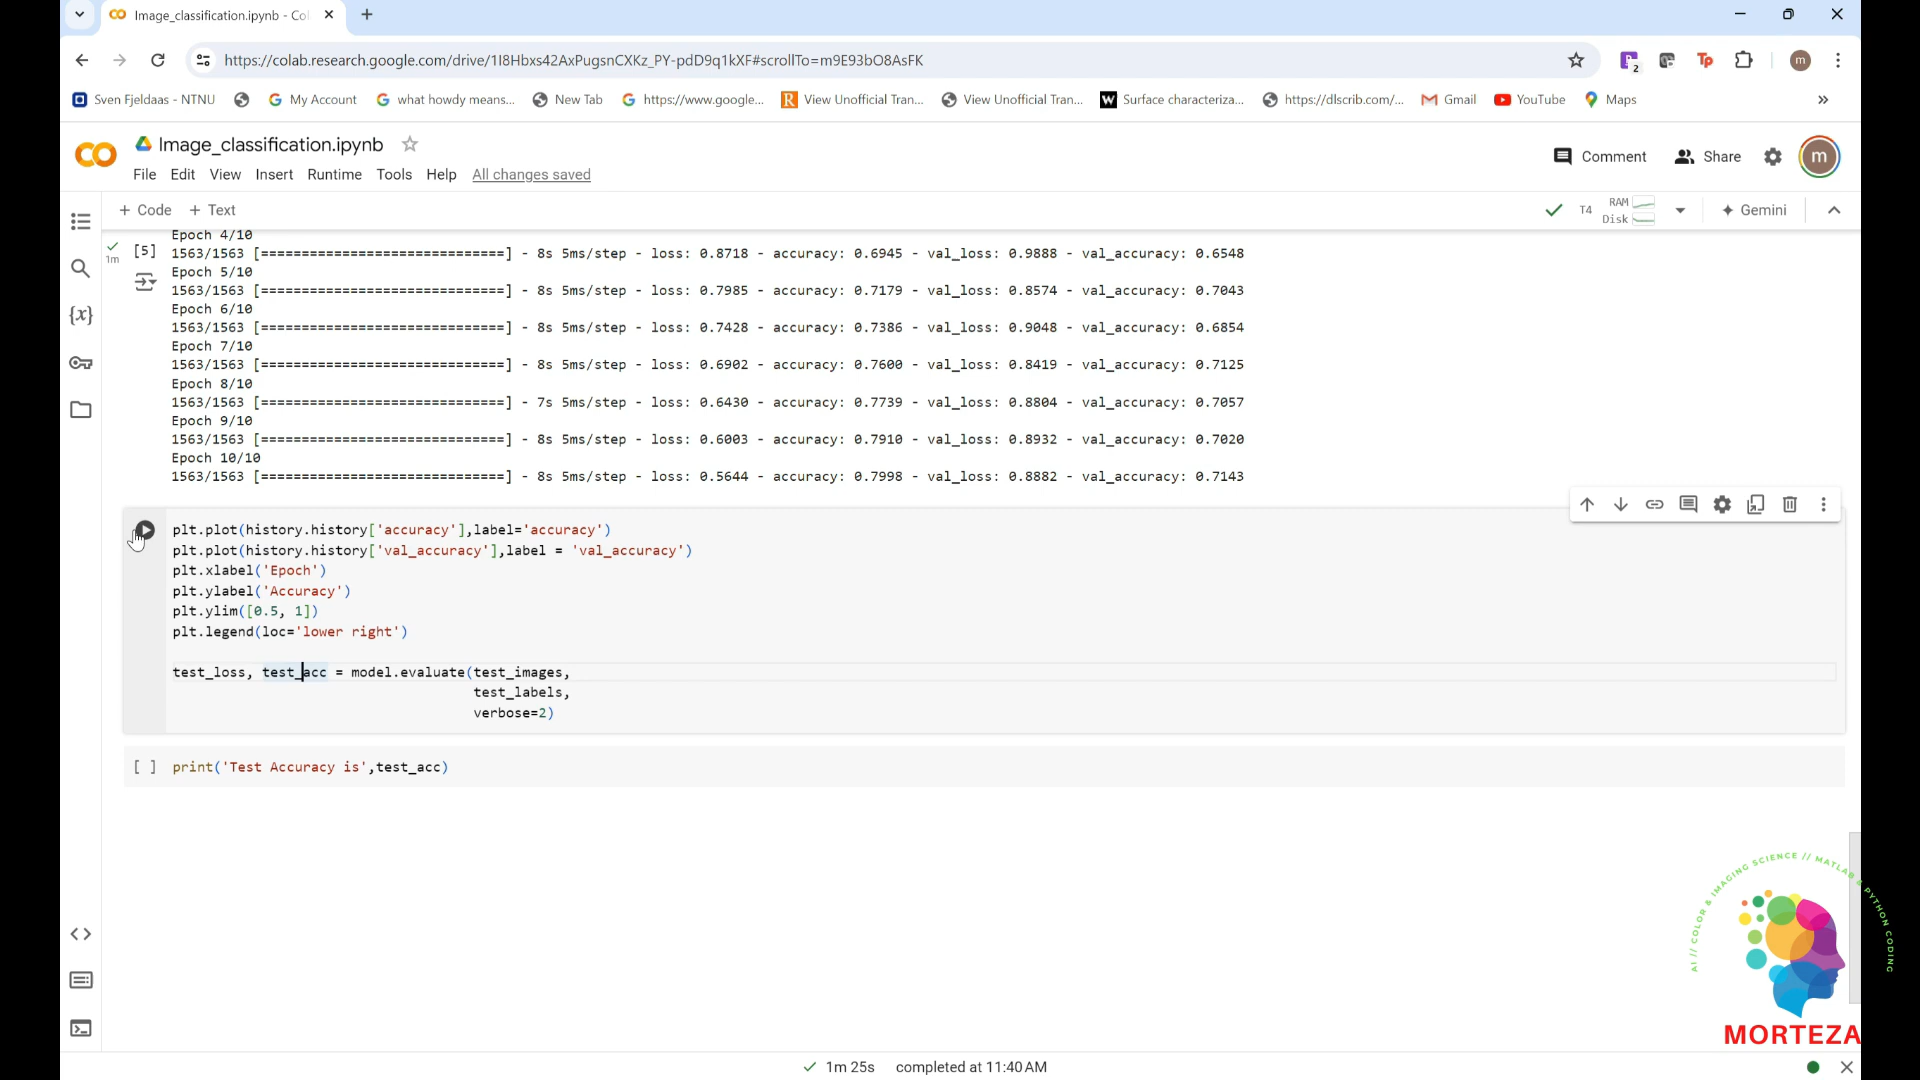 Image_classification.ipynb - Co
https://colab.research.google.com/drive/1I8Hbxs42AxPugsnCXKz_PY-pdD9q1kXF#scrollTo=m9E93bO8AsFK
2
Tp
m
Sven Fjeldaas - NTNU
My Account
what howdy means...
New Tab
https://www.google...
View Unofficial Tran...
View Unofficial Tran...
Surface characteriza...
https://dlscrib.com/...
Gmail
YouTube
Maps
Image_classification.ipynb
Comment
Share
m
File Edit View Insert Runtime Tools Help All changes saved
+ Code + Text
T4
RAM
Disk
Gemini
1m
[5]
Epoch 4/10
1563/1563 [==============================] - 8s 5ms/step - loss: 0.8718 - accuracy: 0.6945 - val_loss: 0.9888 - val_accuracy: 0.6548
Epoch 5/10
1563/1563 [==============================] - 8s 5ms/step - loss: 0.7985 - accuracy: 0.7179 - val_loss: 0.8574 - val_accuracy: 0.7043
Epoch 6/10
1563/1563 [==============================] - 8s 5ms/step - loss: 0.7428 - accuracy: 0.7386 - val_loss: 0.9048 - val_accuracy: 0.6854
Epoch 7/10
1563/1563 [==============================] - 8s 5ms/step - loss: 0.6902 - accuracy: 0.7600 - val_loss: 0.8419 - val_accuracy: 0.7125
Epoch 8/10
1563/1563 [==============================] - 7s 5ms/step - loss: 0.6430 - accuracy: 0.7739 - val_loss: 0.8804 - val_accuracy: 0.7057
Epoch 9/10
1563/1563 [==============================] - 8s 5ms/step - loss: 0.6003 - accuracy: 0.7910 - val_loss: 0.8932 - val_accuracy: 0.7020
Epoch 10/10
1563/1563 [==============================] - 8s 5ms/step - loss: 0.5644 - accuracy: 0.7998 - val_loss: 0.8882 - val_accuracy: 0.7143
plt.plot(history.history['accuracy'],label='accuracy')
plt.plot(history.history['val_accuracy'],label = 'val_accuracy')
plt.xlabel('Epoch')
plt.ylabel('Accuracy')
plt.ylim([0.5, 1])
plt.legend(loc='lower right')
test_loss, test_acc = model.evaluate(test_images,
test_labels,
verbose=2)
[ ] print('Test Accuracy is',test_acc)
AI // COLOR & IMAGING SCIENCE // MATLAB & PYTHON CODING
MORTEZA
1m 25s completed at 11:40 AM